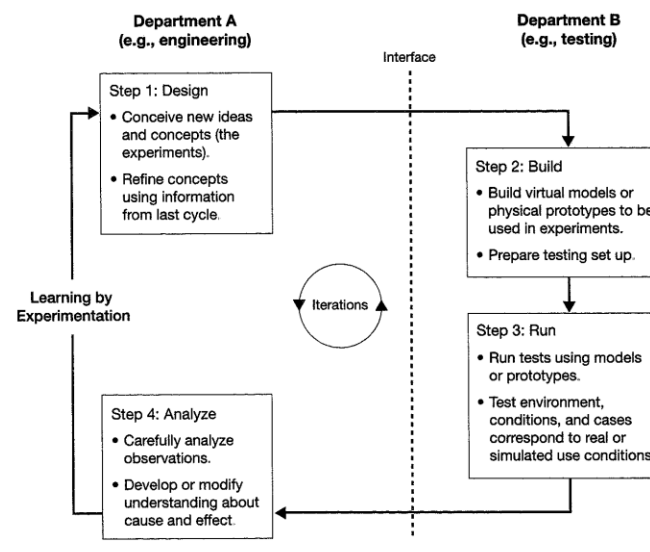 Department A
(e.g., engineering)
Department B
(e.g., testing)
Interface
Step 1: Design
• Conceive new ideas
and concepts (the
experiments).
• Refine concepts
using information
from last cycle.
Step 2: Build
• Build virtual models or
physical prototypes to be
used in experiments.
• Prepare testing set up.
Learning by
Experimentation
Iterations
Step 3: Run
• Run tests using models
or prototypes.
• Test environment,
conditions, and cases
correspond to real or
simulated use conditions
Step 4: Analyze
• Carefully analyze
observations.
• Develop or modify
understanding about
cause and effect.